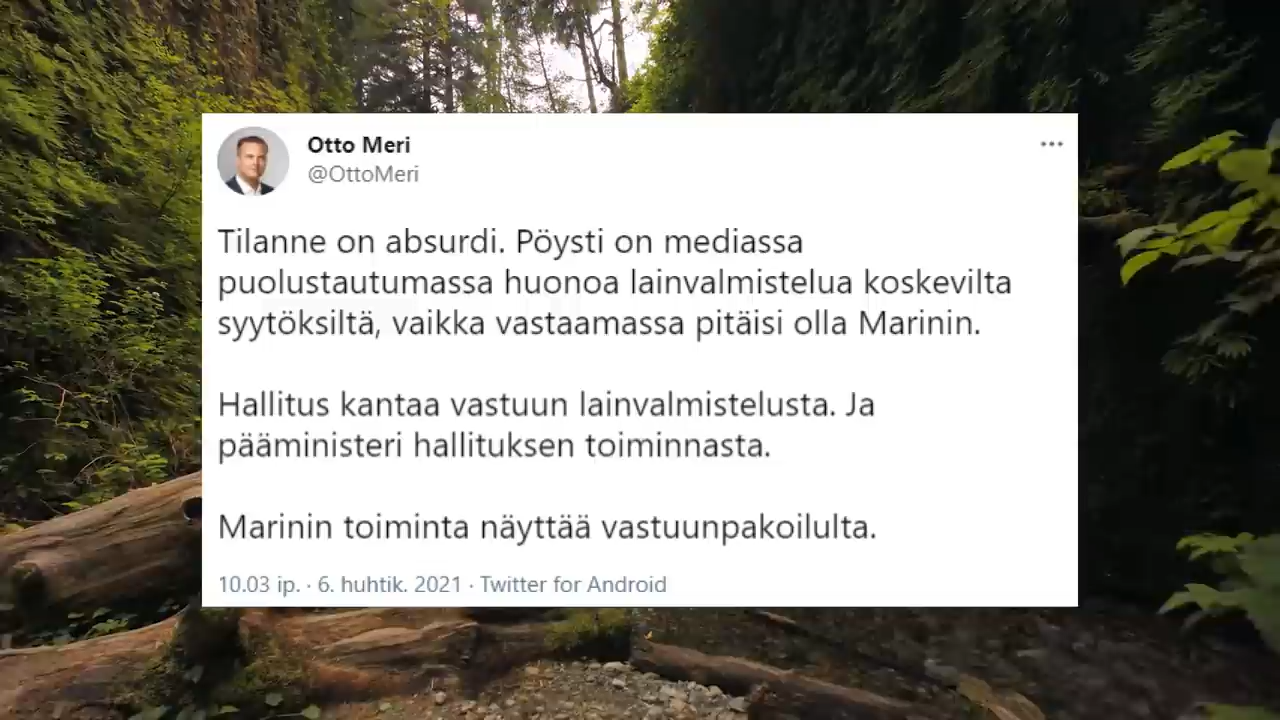 Otto Meri
@OttoMeri
Tilanne on absurdi. Pöysti on mediassa
puolustautumassa huonoa lainvalmistelua koskevilta
syytöksiltä, vaikka vastaamassa pitäisi olla Marinin.
Hallitus kantaa vastuun lainvalmistelusta. Ja
pääministeri hallituksen toiminnasta.
Marinin toiminta näyttää vastuunpakoilulta.
10.03 ip. · 6. huhtik. 2021 · Twitter for Android